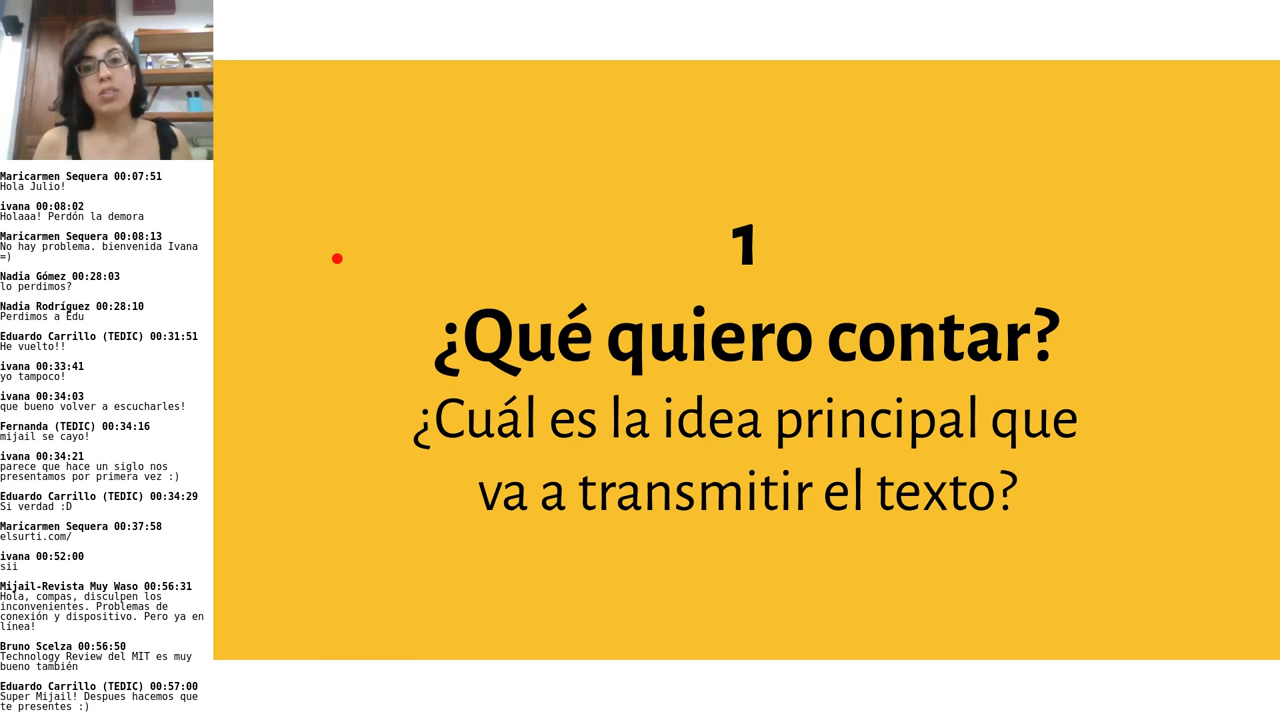 Maricarmen Sequera 00:07:51
Hola Julio!
ivana 00:08:02
Holaaa! Perdón la demora
Maricarmen Sequera 00:08:13
No hay problema. bienvenida Ivana
=)
Nadia Gómez 00:28:03
lo perdimos?
Nadia Rodríguez 00:28:10
Perdimos a Edu
Eduardo Carrillo (TEDIC) 00:31:51
He vuelto!!
ivana 00:33:41
yo tampoco!
ivana 00:34:03
que bueno volver a escucharles!
Fernanda (TEDIC) 00:34:16
mijail se cayo!
ivana 00:34:21
parece que hace un siglo nos
presentamos por primera vez :)
Eduardo Carrillo (TEDIC) 00:34:29
Si verdad :D
Maricarmen Sequera 00:37:58
elsurti.com/
ivana 00:52:00
sii
Mijail-Revista Muy Waso 00:56:31
Hola, compas, disculpen los
inconvenientes. Problemas de
conexión y dispositivo. Pero ya en
línea!
Bruno Scelza 00:56:50
Technology Review del MIT es muy
bueno también
Eduardo Carrillo (TEDIC) 00:57:00
Super Mijail! Despues hacemos que
te presentes :)
1
¿Qué quiero contar?
¿Cuál es la idea principal que
va a transmitir el texto?